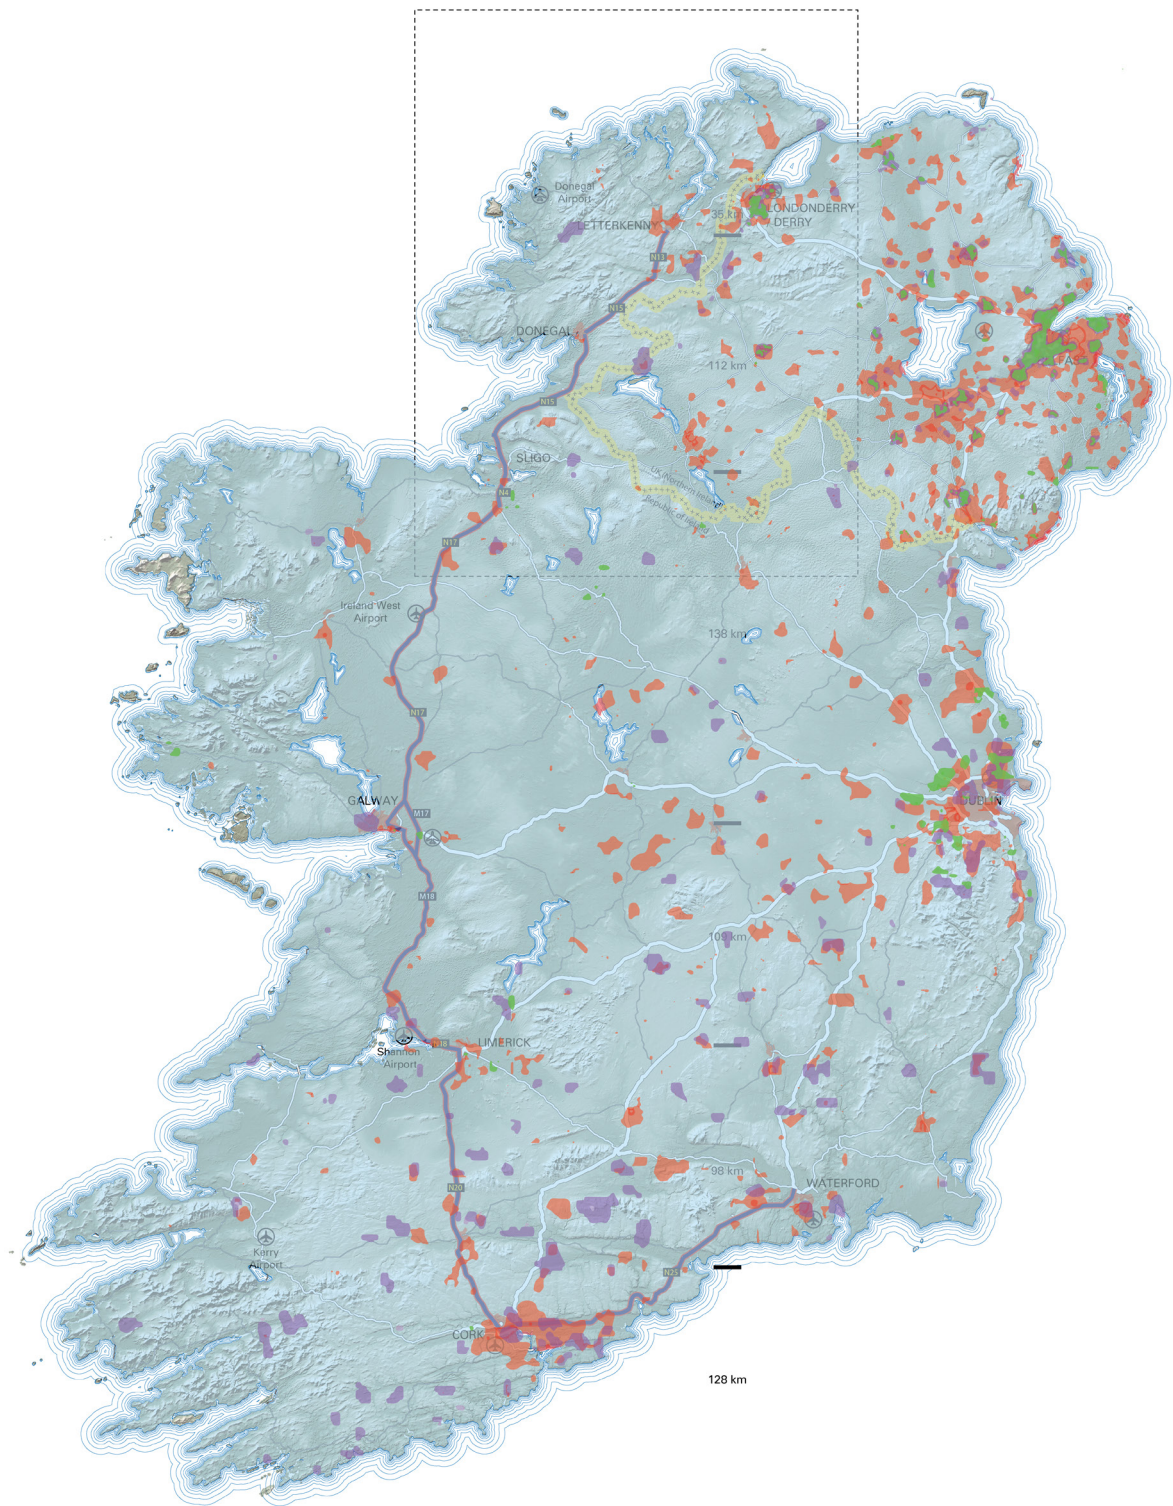 Donegal
Airport
LONDONDERRY
/ DERRY
35 km
LETTERKENNY
N13
N15
DONEGAL
BELFAST
112 km
N15
SLIGO
UK (Northern Ireland)
Republic of Ireland
N4
N17
Ireland West
Airport
138 km
N17
GALWAY
DUBLIN
M17
M18
109 km
Shannon
Airport
N18
LIMERICK
98 km
WATERFORD
N20
Kerry
Airport
N25
CORK
128 km